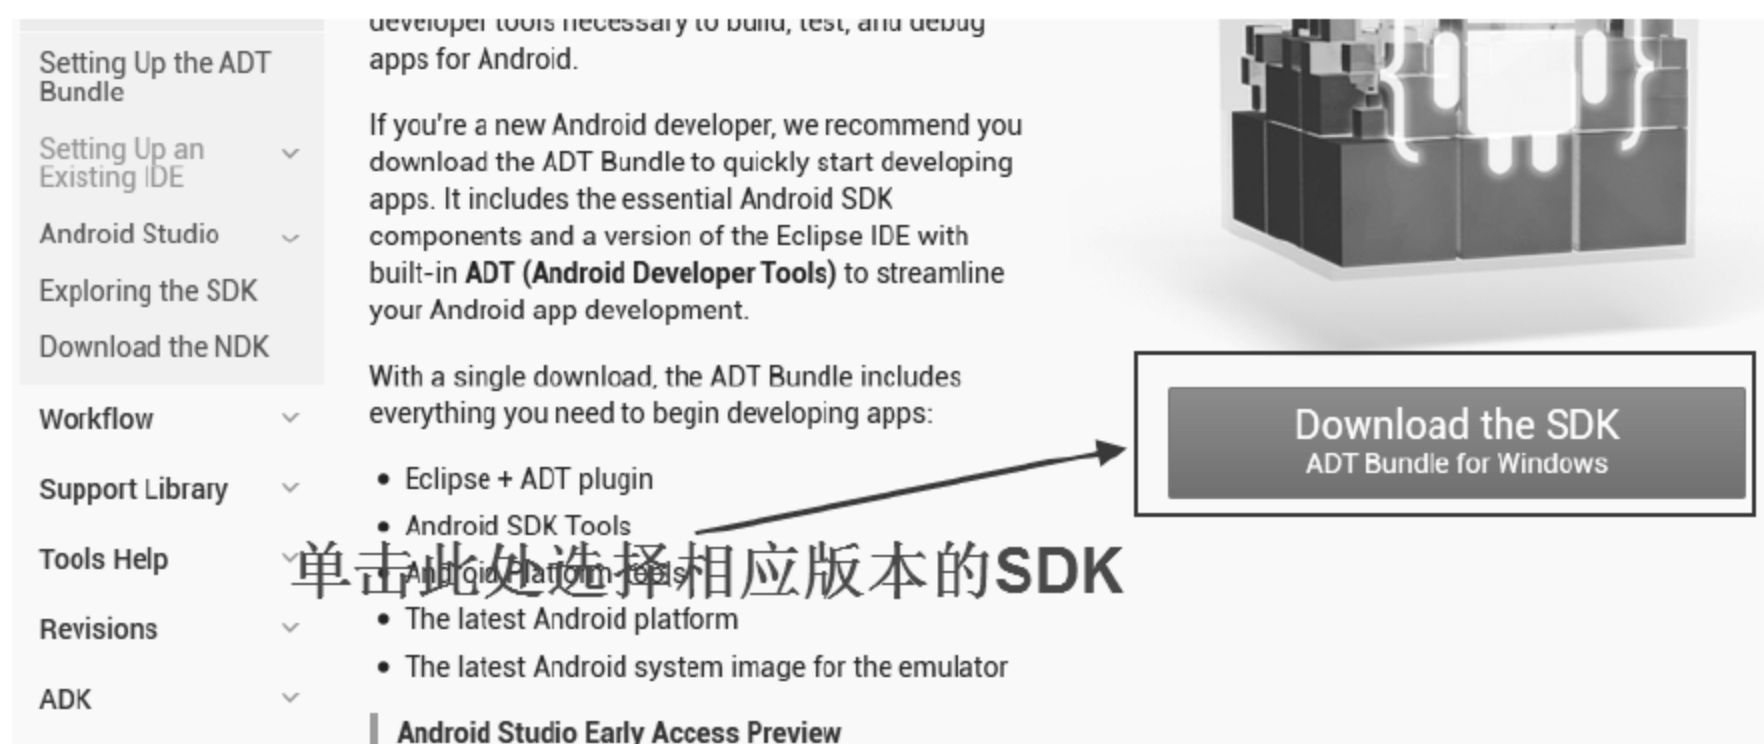 Setting Up the ADT
Bundle
Setting Up an
Existing IDE
Android Studio
Exploring the SDK
Download the NDK
Workflow
Support Library
Tools Help
Revisions
ADK
developer tools necessary to build, test, and debug
apps for Android.
If you're a new Android developer, we recommend you
download the ADT Bundle to quickly start developing
apps. It includes the essential Android SDK
components and a version of the Eclipse IDE with
built-in ADT (Android Developer Tools) to streamline
your Android app development.
With a single download, the ADT Bundle includes
everything you need to begin developing apps:
• Eclipse + ADT plugin
• Android SDK Tools
• Android Platform-tools
单击此处选择相应版本的SDK
• The latest Android platform
• The latest Android system image for the emulator
Android Studio Early Access Preview
Download the SDK
ADT Bundle for Windows